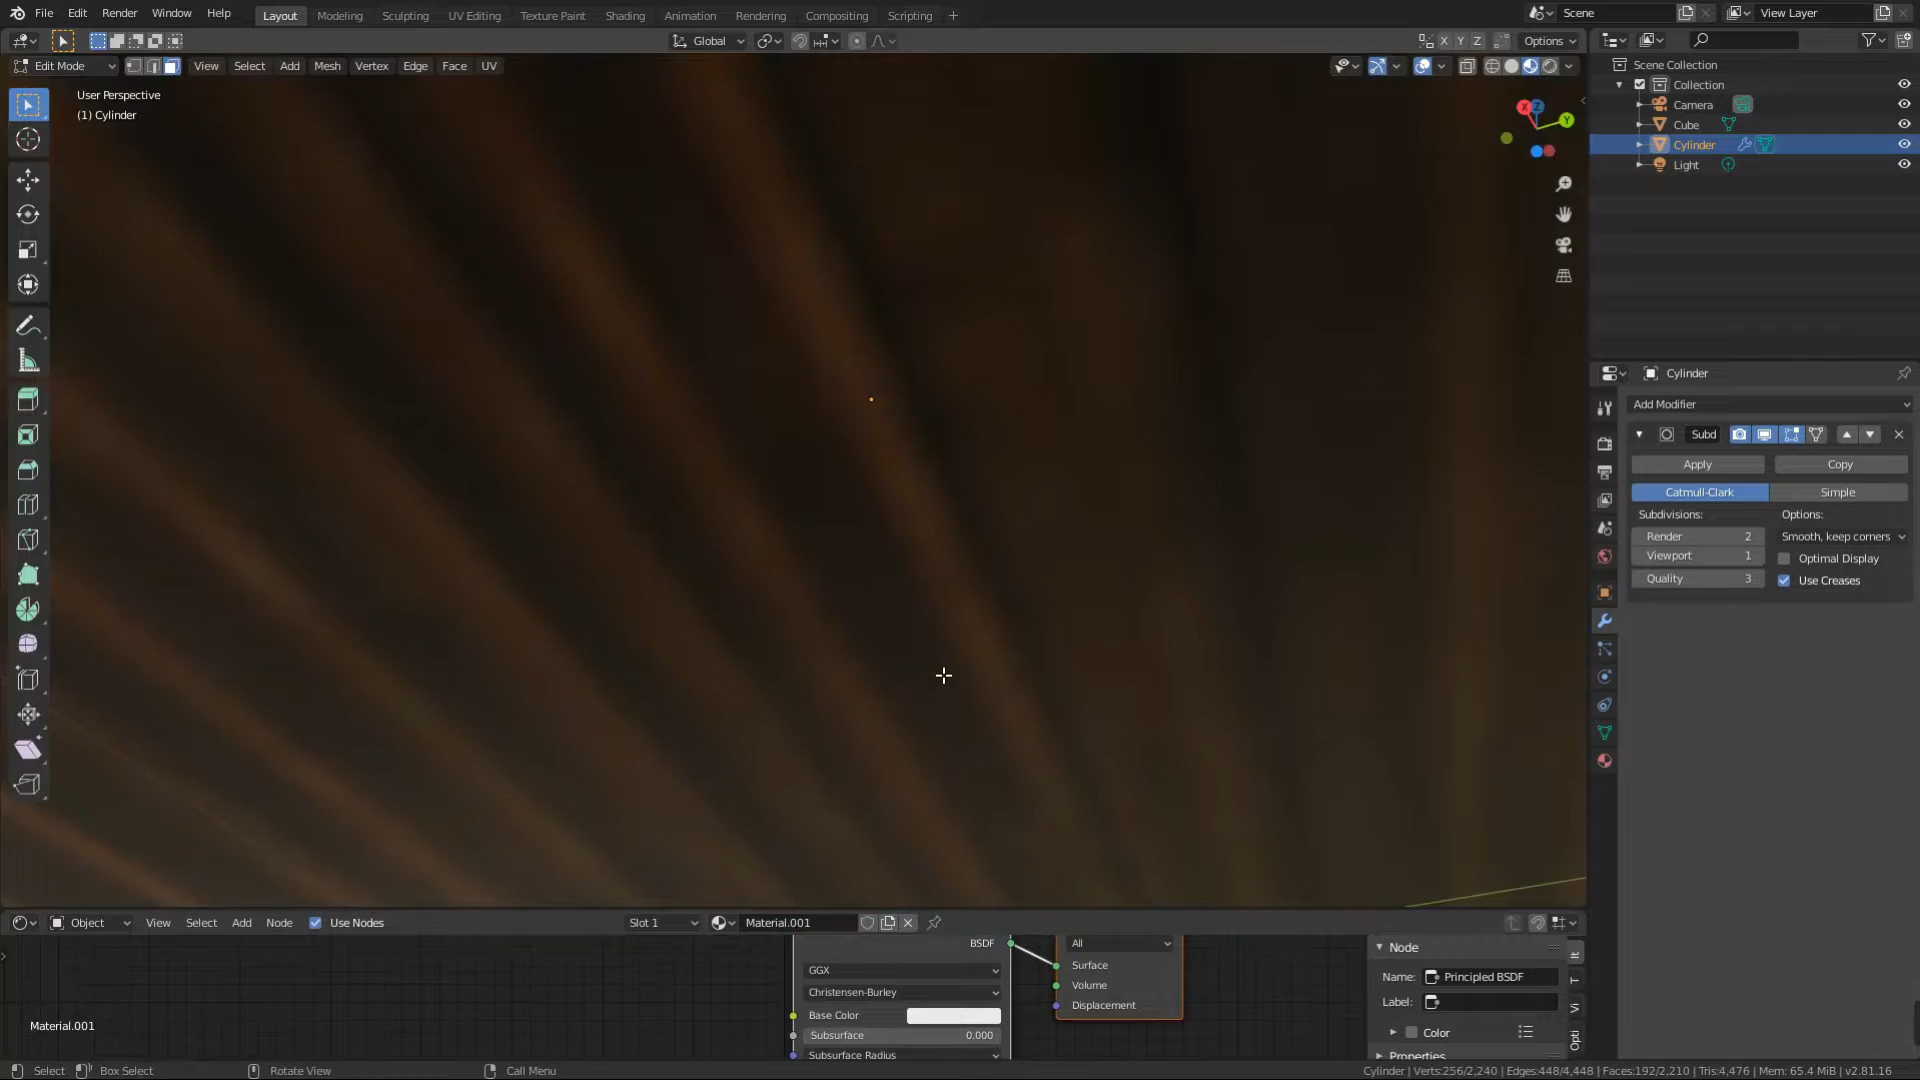 File Edit Render Window Help Layout Modeling Sculpting UV Editing Texture Paint Shading Animation Rendering Compositing Scripting + Scene View Layer
Global X Y Z Options
Edit Mode View Select Add Mesh Vertex Edge Face UV
User Perspective
(1) Cylinder
X Z Y
Scene Collection
Collection
Camera
Cube
Cylinder
Light
Cylinder
Add Modifier
Subd
Apply Copy
Catmull-Clark Simple
Subdivisions: Options:
Render 2 Smooth, keep corners
Viewport 1 Optimal Display
Quality 3 Use Creases
Object View Select Add Node Use Nodes Slot 1 Material.001
BSDF All Node
GGX Surface
Christensen-Burley Volume Name: Principled BSDF
Base Color Displacement Label:
Subsurface 0.000 Color
Subsurface Radius Properties
Material.001
Select Box Select Rotate View Call Menu Cylinder | Verts:256/2,240 | Edges:448/4,448 | Faces:192/2,210 | Tris:4,476 | Mem: 65.4 MiB | v2.81.16